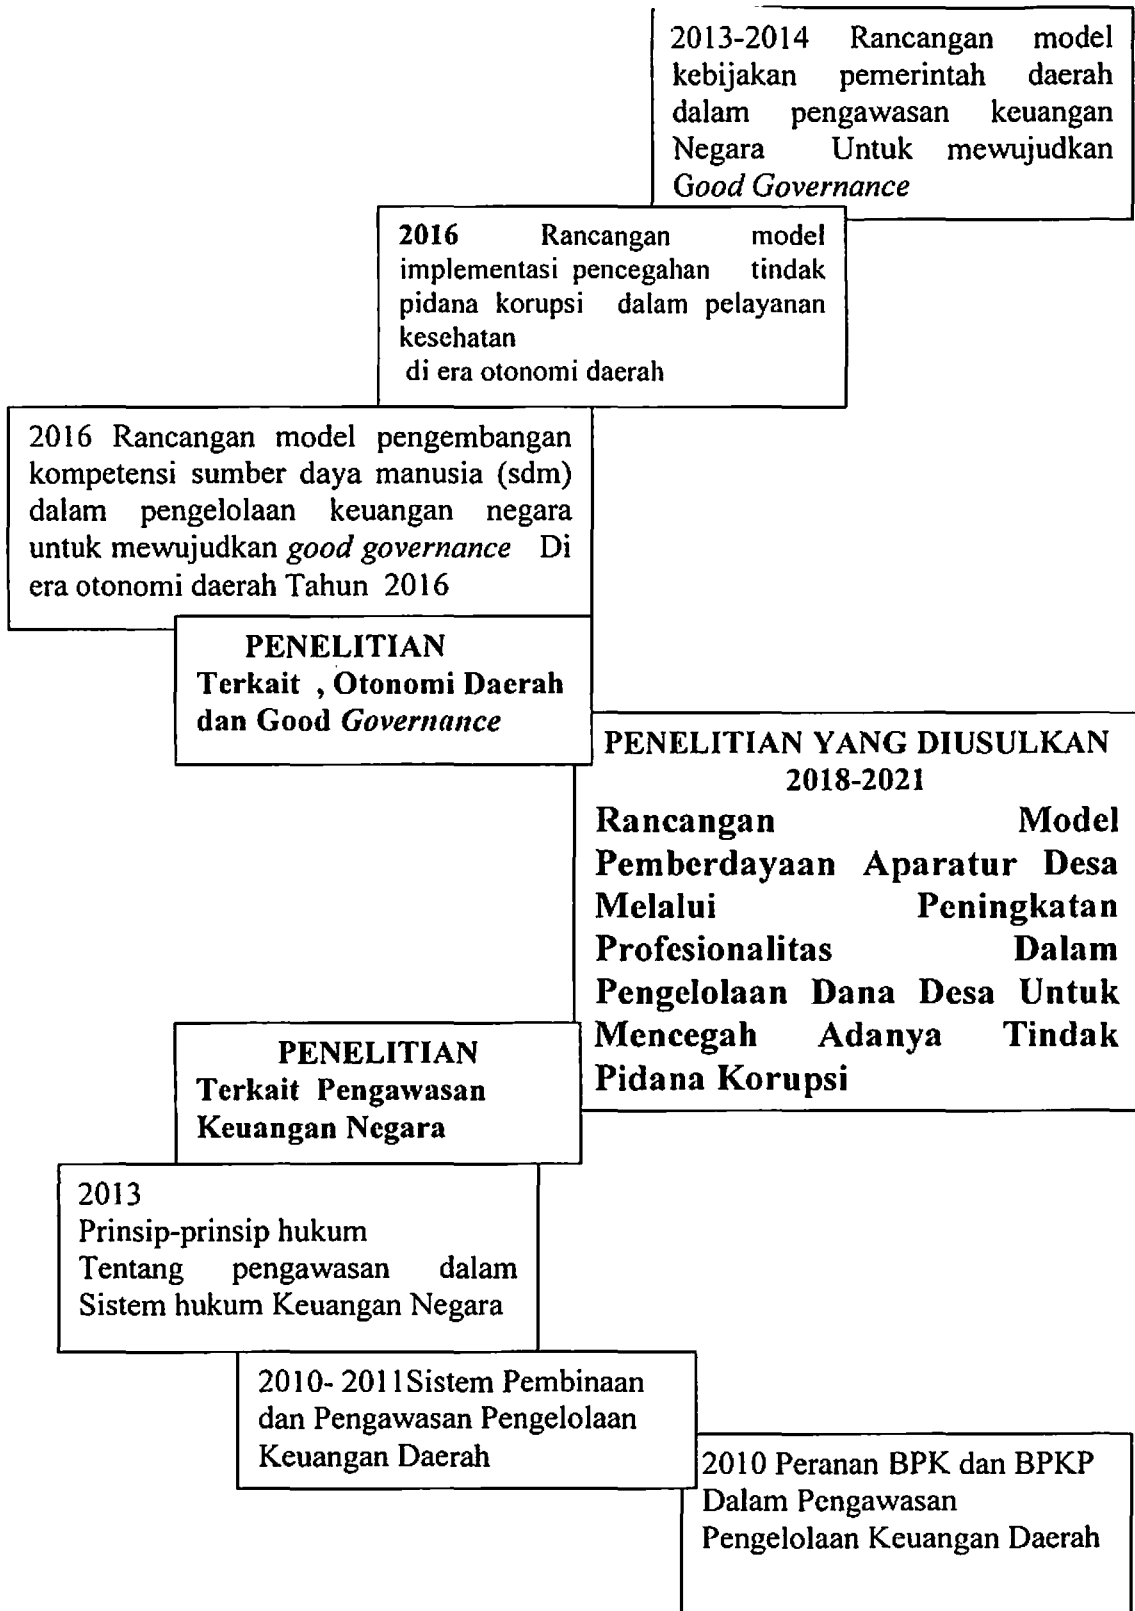 2013-2014 Rancangan model
kebijakan pemerintah daerah
dalam pengawasan keuangan
Negara Untuk mewujudkan
Good Governance
2016 Rancangan model
implementasi pencegahan tindak
pidana korupsi dalam pelayanan
kesehatan
di era otonomi daerah
2016 Rancangan model pengembangan
kompetensi sumber daya manusia (sdm)
dalam pengelolaan keuangan negara
untuk mewujudkan good governance Di
era otonomi daerah Tahun 2016
PENELITIAN
Terkait , Otonomi Daerah
dan Good Governance
PENELITIAN YANG DIUSULKAN
2018-2021
Rancangan Model
Pemberdayaan Aparatur Desa
Melalui Peningkatan
Profesionalitas Dalam
Pengelolaan Dana Desa Untuk
Mencegah Adanya Tindak
Pidana Korupsi
PENELITIAN
Terkait Pengawasan
Keuangan Negara
2013
Prinsip-prinsip hukum
Tentang pengawasan dalam
Sistem hukum Keuangan Negara
2010- 2011Sistem Pembinaan
dan Pengawasan Pengelolaan
Keuangan Daerah
2010 Peranan BPK dan BPKP
Dalam Pengawasan
Pengelolaan Keuangan Daerah